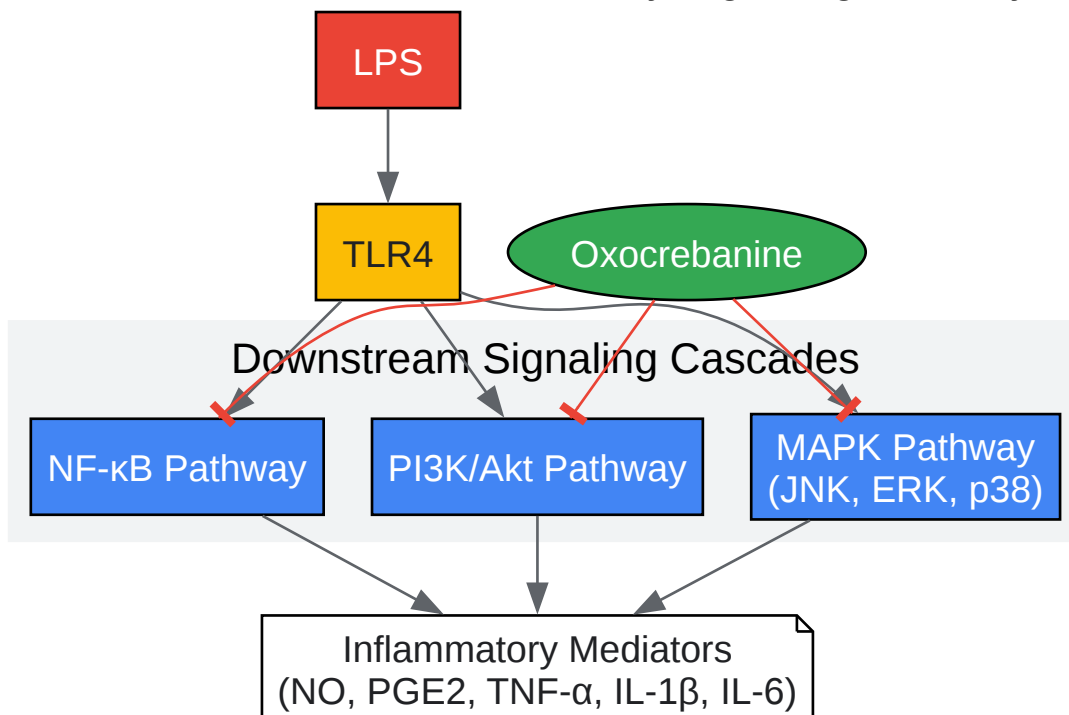 LPS
TLR4
Oxocrebanine
Downstream Signaling Cascades
NF-κB Pathway
PI3K/Akt Pathway
MAPK Pathway
(JNK, ERK, p38)
Inflammatory Mediators
(NO, PGE2, TNF-α, IL-1β, IL-6)